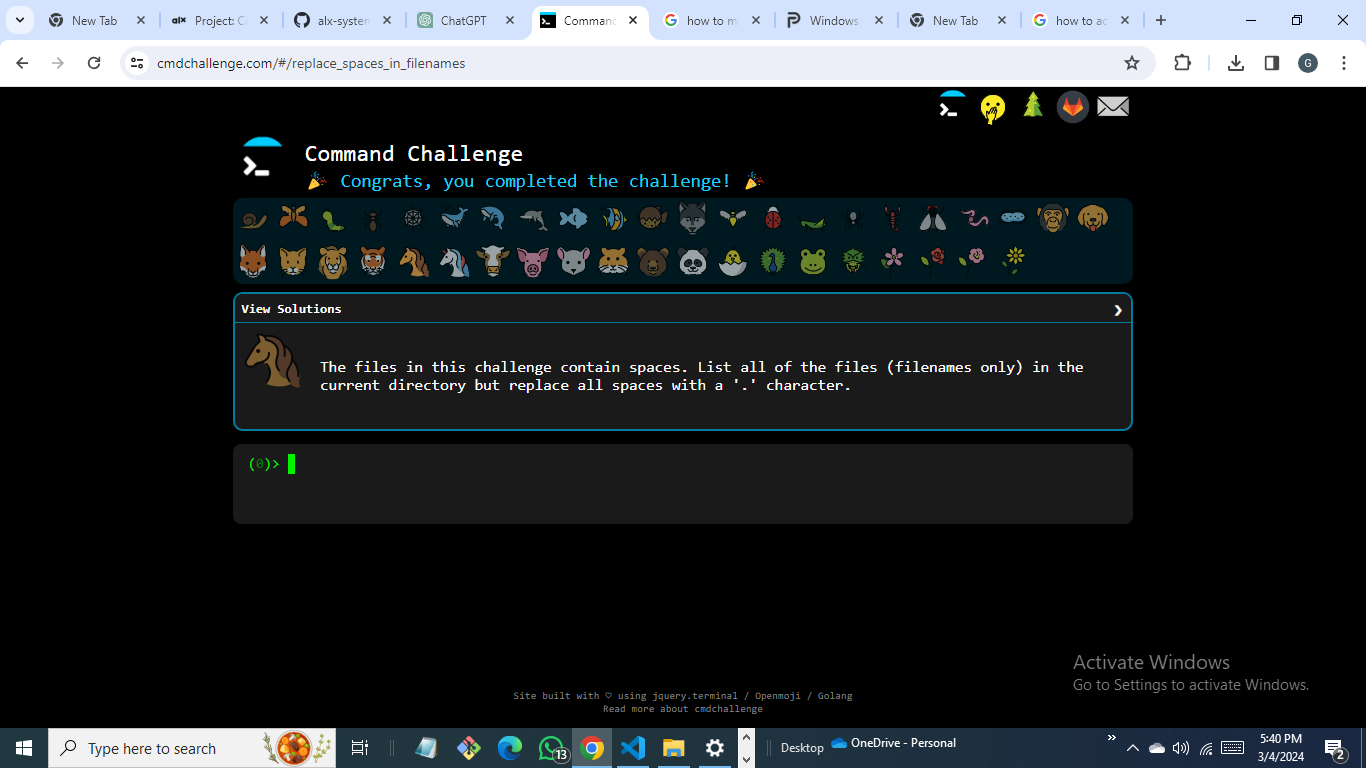 New Tab
Project: C
alx-system
ChatGPT
Comman
how to m
Windows
New Tab
how to ac
cmdchallenge.com/#/replace_spaces_in_filenames
G
Command Challenge
Congrats, you completed the challenge!
View Solutions
The files in this challenge contain spaces. List all of the files (filenames only) in the
current directory but replace all spaces with a '.' character.
(0)>
Activate Windows
Go to Settings to activate Windows.
Site built with ♡ using jquery.terminal / Openmoji / Golang
Read more about cmdchallenge
Type here to search
13
Desktop
OneDrive - Personal
5:40 PM
3/4/2024
2